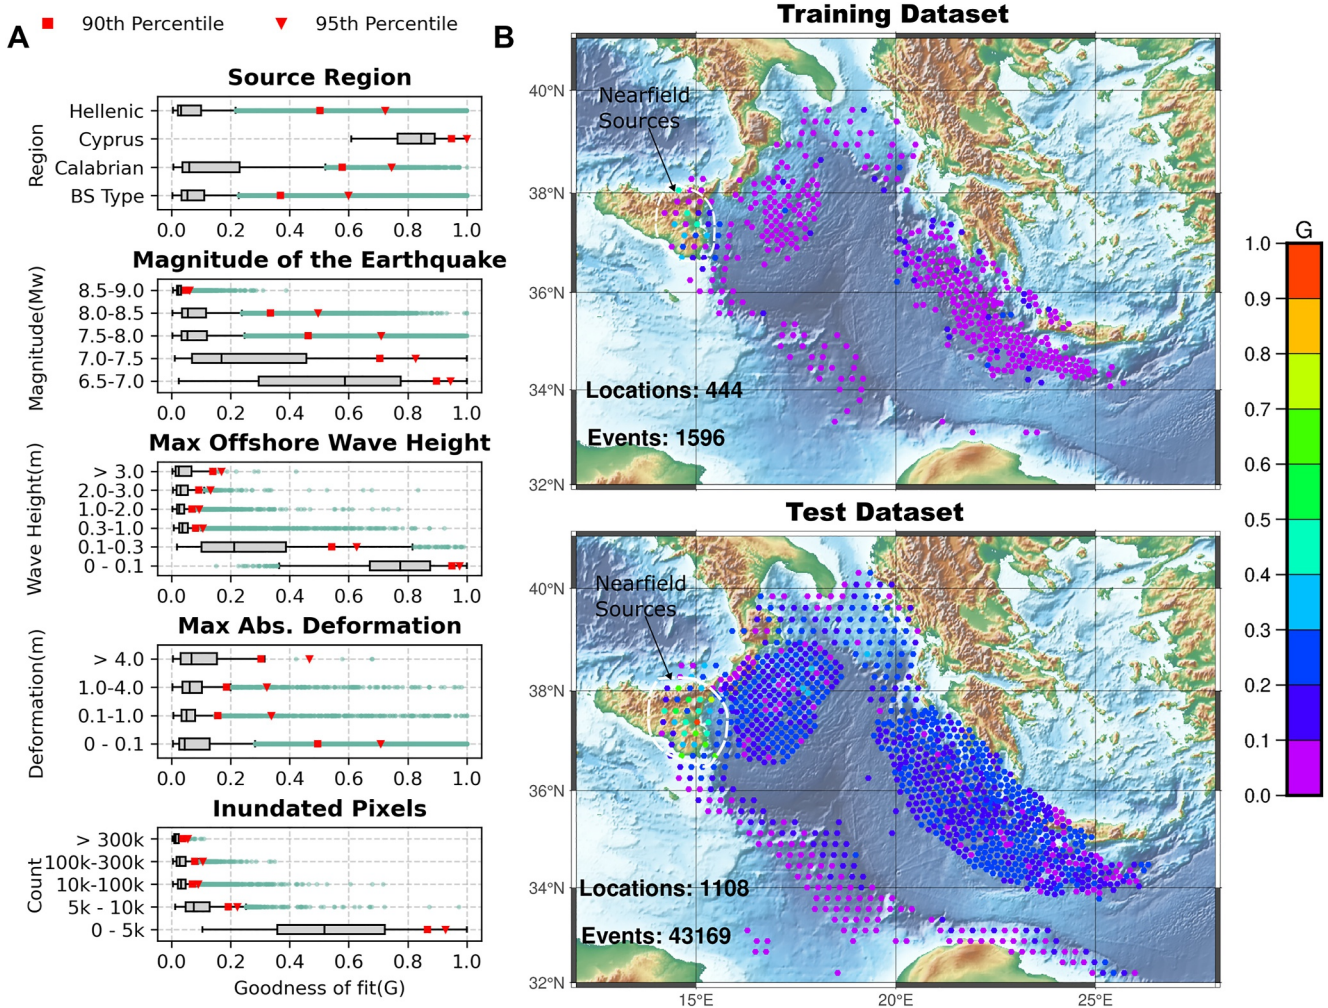 90th Percentile
95th Percentile
A
Source Region
Region
Hellenic
Cyprus
Calabrian
BS Type
0.0 0.2 0.4 0.6 0.8 1.0
Magnitude of the Earthquake
Magnitude(Mw)
8.5-9.0
8.0-8.5
7.5-8.0
7.0-7.5
6.5-7.0
0.0 0.2 0.4 0.6 0.8 1.0
Max Offshore Wave Height
Wave Height(m)
> 3.0
2.0-3.0
1.0-2.0
0.3-1.0
0.1-0.3
0 - 0.1
0.0 0.2 0.4 0.6 0.8 1.0
Max Abs. Deformation
Deformation(m)
> 4.0
1.0-4.0
0.1-1.0
0 - 0.1
0.0 0.2 0.4 0.6 0.8 1.0
Inundated Pixels
Count
> 300k
100k-300k
10k-100k
5k - 10k
0 - 5k
0.0 0.2 0.4 0.6 0.8 1.0
Goodness of fit(G)
B
Training Dataset
40°N
38°N
36°N
34°N
32°N
Nearfield
Sources
Locations: 444
Events: 1596
Test Dataset
40°N
38°N
36°N
34°N
32°N
Nearfield
Sources
Locations: 1108
Events: 43169
15°E 20°E 25°E
G
1.0
0.9
0.8
0.7
0.6
0.5
0.4
0.3
0.2
0.1
0.0